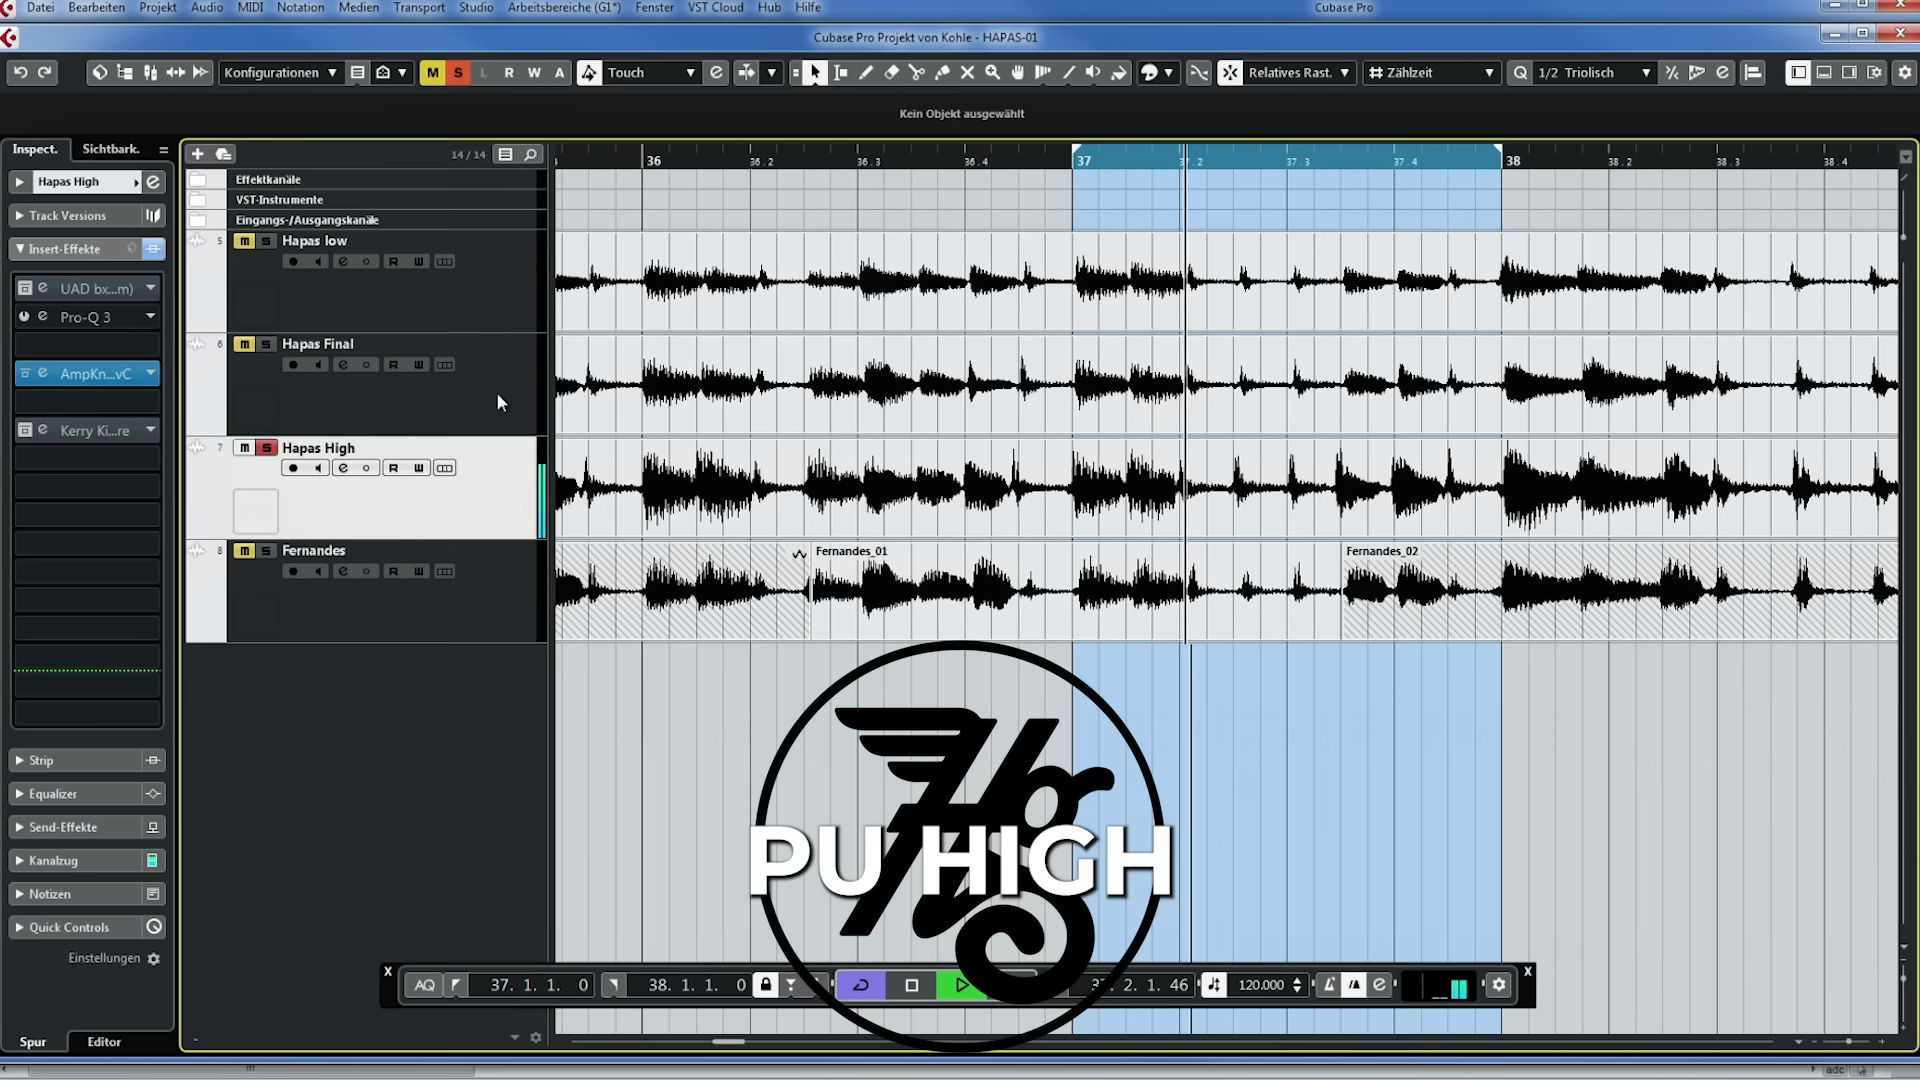 Datei Bearbeiten Projekt Audio MIDI Notation Medien Transport Studio Arbeitsbereiche (G1*) Fenster VST Cloud Hub Hilfe Cubase Pro
Cubase Pro Projekt von Kohle - HAPAS-01
Konfigurationen M S L R W A Touch Relatives Rast. Zählzeit Q 1/2 Triolisch
Kein Objekt ausgewählt
Inspect. Sichtbark. 14 / 14 36 36.2 36.3 36.4 37 37.2 37.3 37.4 38 38.2 38.3 38.4
Hapas High
Track Versions
Insert-Effekte
UAD bx...m)
Pro-Q 3
AmpKn...vC
Kerry Ki...re
Strip
Equalizer
Send-Effekte
Kanalzug
Notizen
Quick Controls
Einstellungen
Spur Editor
Effektkanäle
VST-Instrumente
Eingangs-/Ausgangskanäle
5 m S Hapas low
R W
6 m S Hapas Final
R W
7 m S Hapas High
R W
8 m S Fernandes
R W
Fernandes_01 Fernandes_02
PU HIGH
X AQ 37. 1. 1. 0 38. 1. 1. 0 2. 1. 46 120.000 X
adc